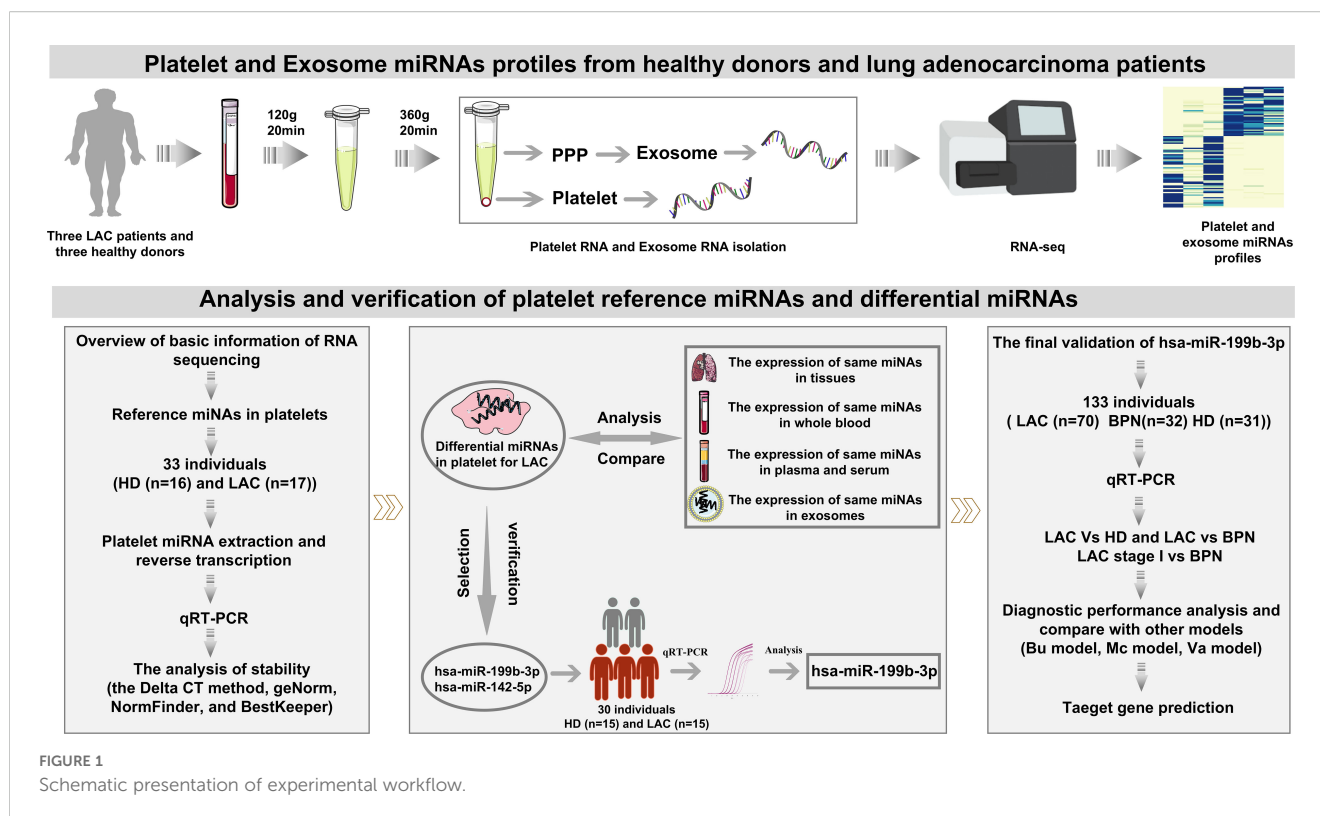 Platelet and Exosome miRNAs protiles from healthy donors and lung adenocarcinoma patients
120g
20min
360g
20min
PPP
Exosome
Platelet
Three LAC patients and
three healthy donors
Platelet RNA and Exosome RNA isolation
RNA-seq
Platelet and
exosome miRNAs
profiles
Analysis and verification of platelet reference miRNAs and differential miRNAs
Overview of basic information of RNA
sequencing
Reference miNAs in platelets
33 individuals
(HD (n=16) and LAC (n=17))
Platelet miRNA extraction and
reverse transcription
qRT-PCR
The analysis of stability
(the Delta CT method, geNorm,
NormFinder, and BestKeeper)
Differential miRNAs
in platelet for LAC
Analysis
Compare
The expression of same miNAs
in tissues
The expression of same miNAs
in whole blood
The expression of same miNAs
in plasma and serum
The expression of same miNAs
in exosomes
Selection
verification
hsa-miR-199b-3p
hsa-miR-142-5p
30 individuals
HD (n=15) and LAC (n=15)
qRT-PCR
Analysis
hsa-miR-199b-3p
The final validation of hsa-miR-199b-3p
133 individuals
( LAC (n=70) BPN(n=32) HD (n=31))
qRT-PCR
LAC Vs HD and LAC vs BPN
LAC stage I vs BPN
Diagnostic performance analysis and
compare with other models
(Bu model, Mc model, Va model)
Taeget gene prediction
FIGURE 1
Schematic presentation of experimental workflow.